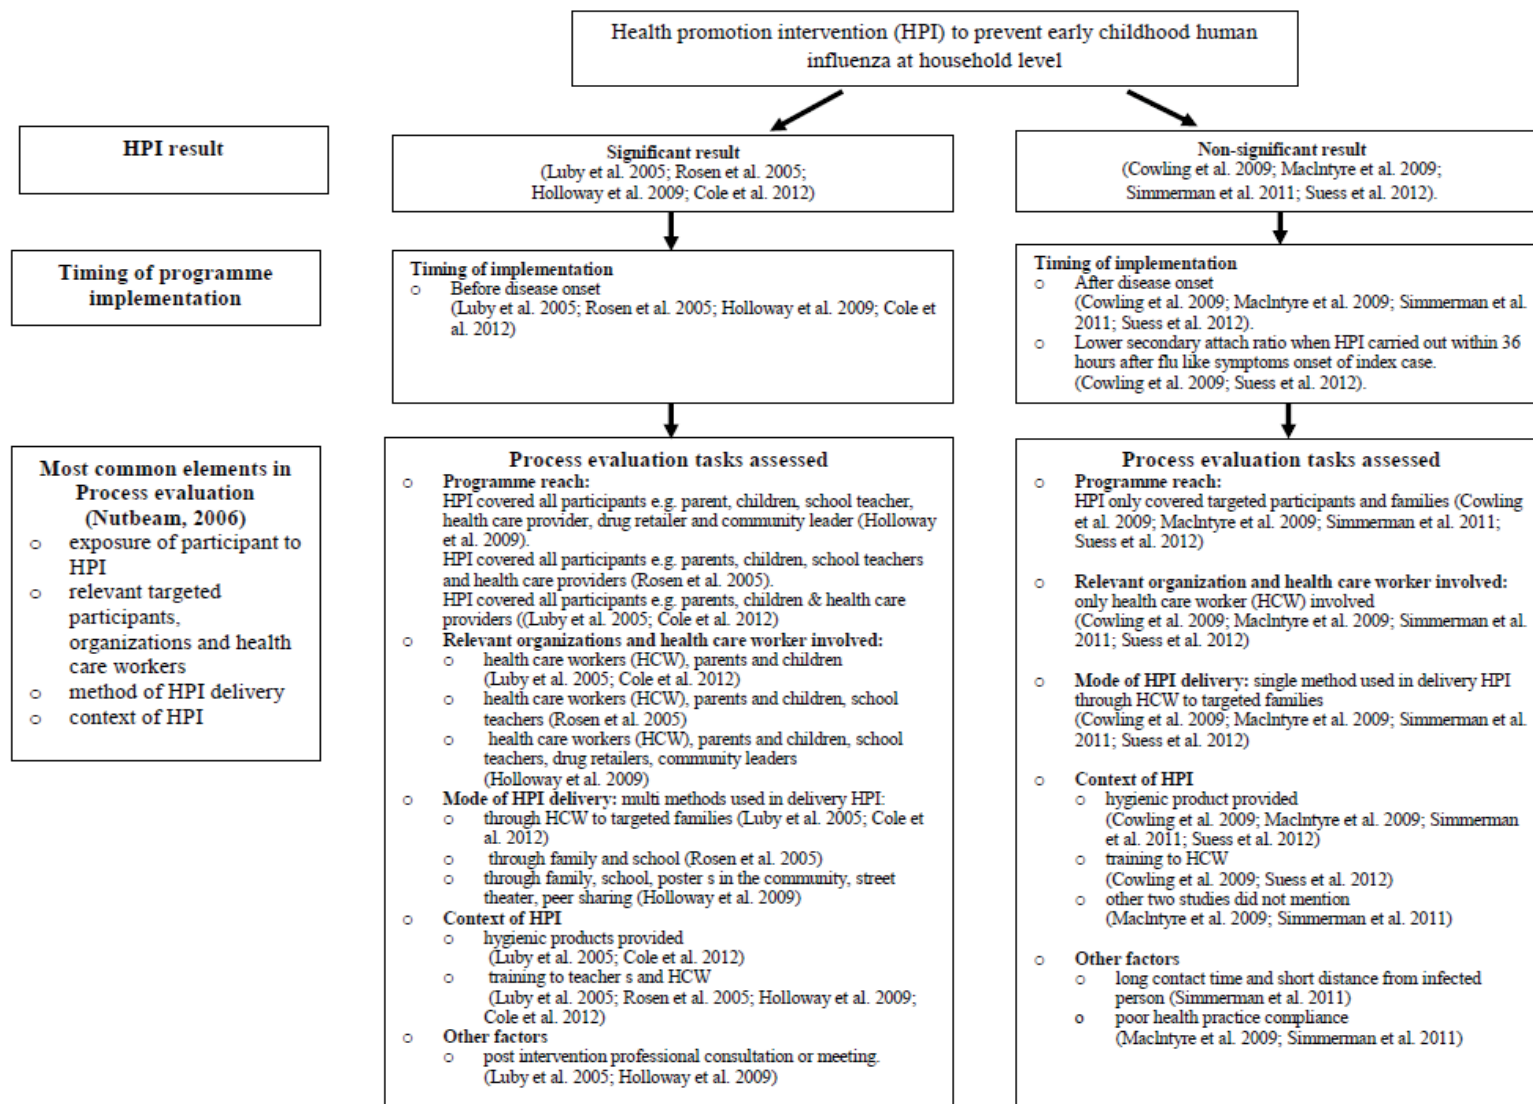 Health promotion intervention (HPI) to prevent early childhood human
influenza at household level
HPI result
Significant result
(Luby et al. 2005; Rosen et al. 2005;
Holloway et al. 2009; Cole et al. 2012)
Non-significant result
(Cowling et al. 2009; MacIntyre et al. 2009;
Simmerman et al. 2011; Suess et al. 2012).
Timing of programme
implementation
Timing of implementation
o Before disease onset
(Luby et al. 2005; Rosen et al. 2005; Holloway et al. 2009; Cole et
al. 2012)
Timing of implementation
o After disease onset
(Cowling et al. 2009; MacIntyre et al. 2009; Simmerman et al.
2011; Suess et al. 2012).
o Lower secondary attach ratio when HPI carried out within 36
hours after flu like symptoms onset of index case.
(Cowling et al. 2009; Suess et al. 2012).
Most common elements in
Process evaluation
(Nutbeam, 2006)
o exposure of participant to
HPI
o relevant targeted
participants,
organizations and health
care workers
o method of HPI delivery
o context of HPI
Process evaluation tasks assessed
o Programme reach:
HPI covered all participants e.g. parent, children, school teacher,
health care provider, drug retailer and community leader (Holloway
et al. 2009).
HPI covered all participants e.g. parents, children, school teachers
and health care providers (Rosen et al. 2005).
HPI covered all participants e.g. parents, children & health care
providers ((Luby et al. 2005; Cole et al. 2012)
o Relevant organizations and health care worker involved:
o health care workers (HCW), parents and children
(Luby et al. 2005; Cole et al. 2012)
o health care workers (HCW), parents and children, school
teachers (Rosen et al. 2005)
o health care workers (HCW), parents and children, school
teachers, drug retailers, community leaders
(Holloway et al. 2009)
o Mode of HPI delivery: multi methods used in delivery HPI:
o through HCW to targeted families (Luby et al. 2005; Cole et
al. 2012)
o through family and school (Rosen et al. 2005)
o through family, school, poster s in the community, street
theater, peer sharing (Holloway et al. 2009)
o Context of HPI
o hygienic products provided
(Luby et al. 2005; Cole et al. 2012)
o training to teacher s and HCW
(Luby et al. 2005; Rosen et al. 2005; Holloway et al. 2009;
Cole et al. 2012)
o Other factors
o post intervention professional consultation or meeting.
(Luby et al. 2005; Holloway et al. 2009)
Process evaluation tasks assessed
o Programme reach:
HPI only covered targeted participants and families (Cowling
et al. 2009; MacIntyre et al. 2009; Simmerman et al. 2011;
Suess et al. 2012)
o Relevant organization and health care worker involved:
only health care worker (HCW) involved
(Cowling et al. 2009; MacIntyre et al. 2009; Simmerman et al.
2011; Suess et al. 2012)
o Mode of HPI delivery: single method used in delivery HPI
through HCW to targeted families
(Cowling et al. 2009; MacIntyre et al. 2009; Simmerman et al.
2011; Suess et al. 2012)
o Context of HPI
o hygienic product provided
(Cowling et al. 2009; MacIntyre et al. 2009; Simmerman
et al. 2011; Suess et al. 2012)
o training to HCW
(Cowling et al. 2009; Suess et al. 2012)
o other two studies did not mention
(MacIntyre et al. 2009; Simmerman et al. 2011)
o Other factors
o long contact time and short distance from infected
person (Simmerman et al. 2011)
o poor health practice compliance
(MacIntyre et al. 2009; Simmerman et al. 2011)